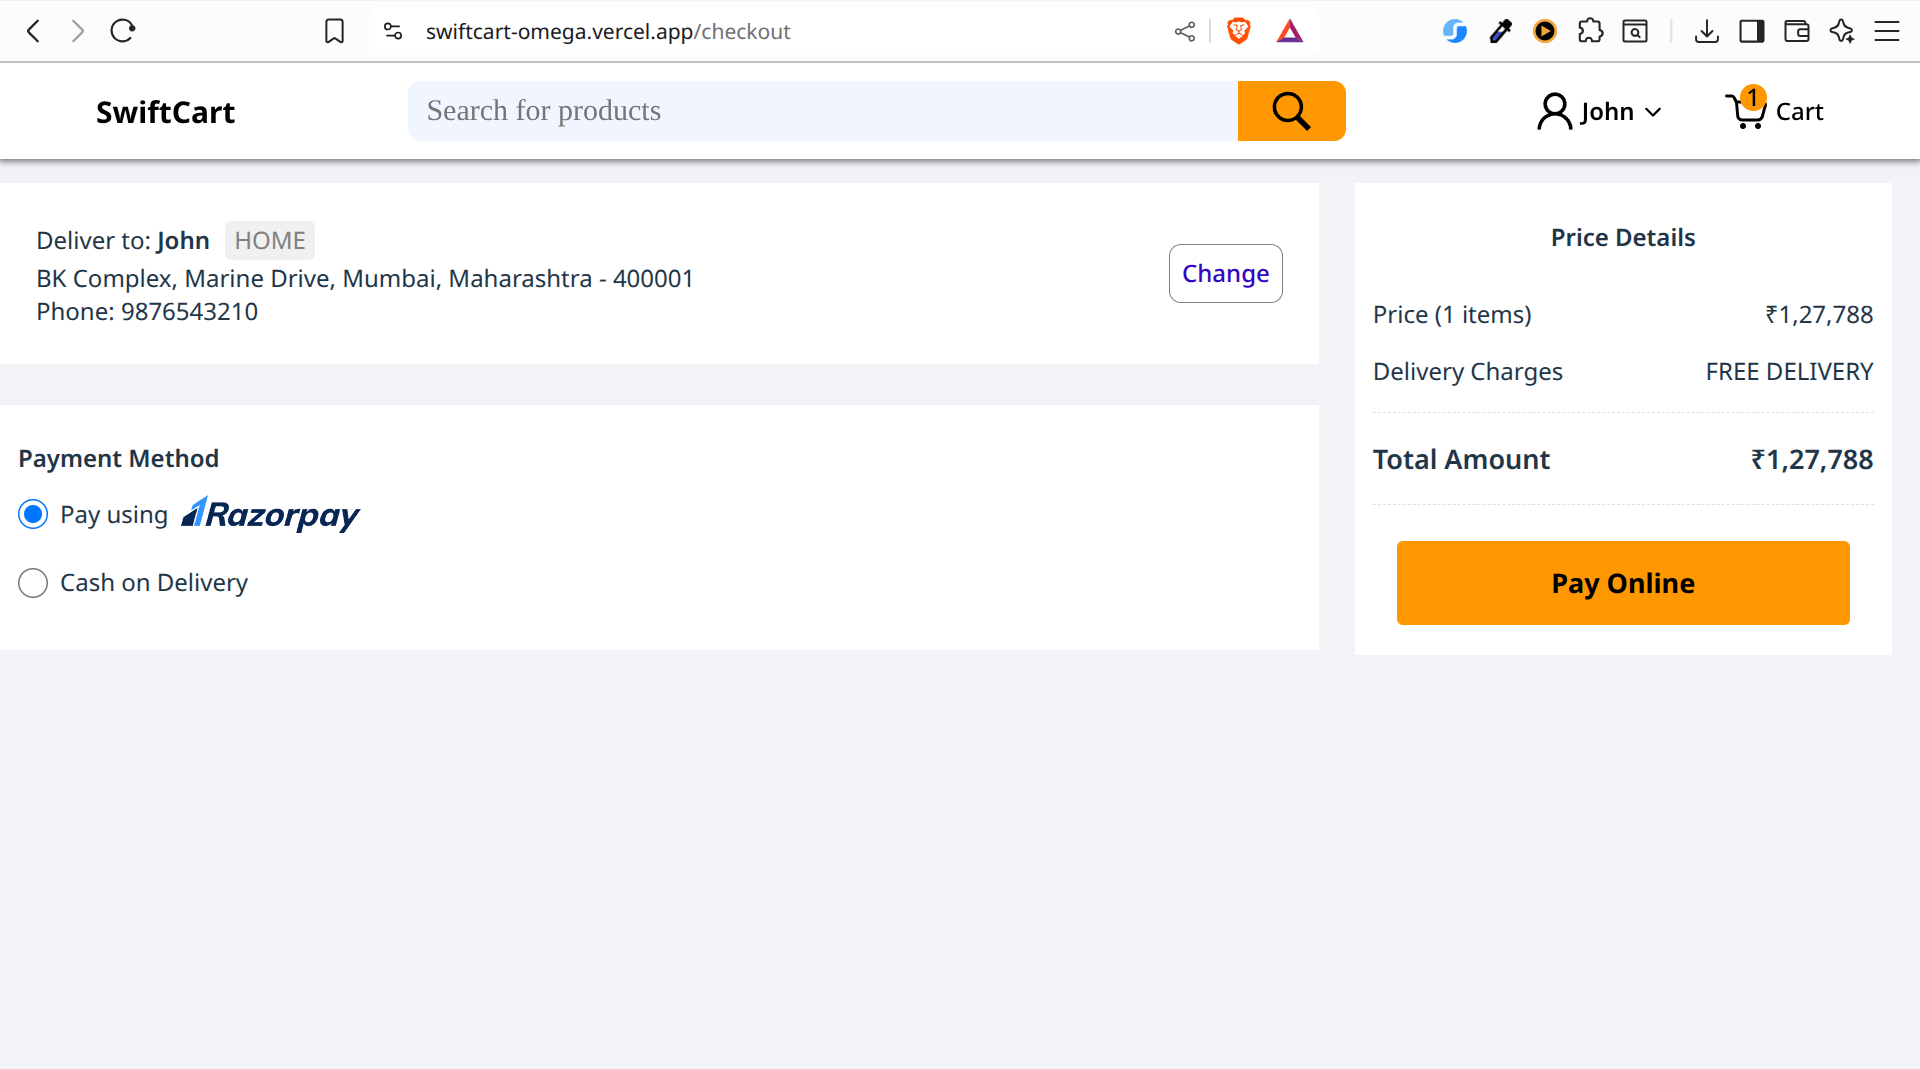 swiftcart-omega.vercel.app/checkout
SwiftCart
Search for products
John
1
Cart
Deliver to: John HOME
BK Complex, Marine Drive, Mumbai, Maharashtra - 400001
Phone: 9876543210
Change
Payment Method
Pay using Razorpay
Cash on Delivery
Price Details
Price (1 items) ₹1,27,788
Delivery Charges FREE DELIVERY
Total Amount ₹1,27,788
Pay Online